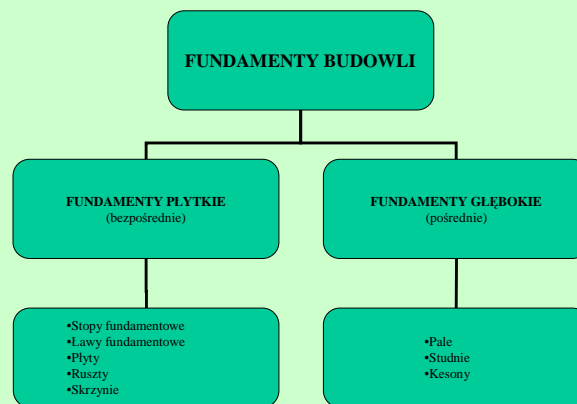 FUNDAMENTY BUDOWLI
FUNDAMENTY PŁYTKIE
(bezpośrednie)
FUNDAMENTY GŁĘBOKIE
(pośrednie)
•Stopy fundamentowe
•Ławy fundamentowe
•Płyty
•Ruszty
•Skrzynie
•Pale
•Studnie
•Kesony